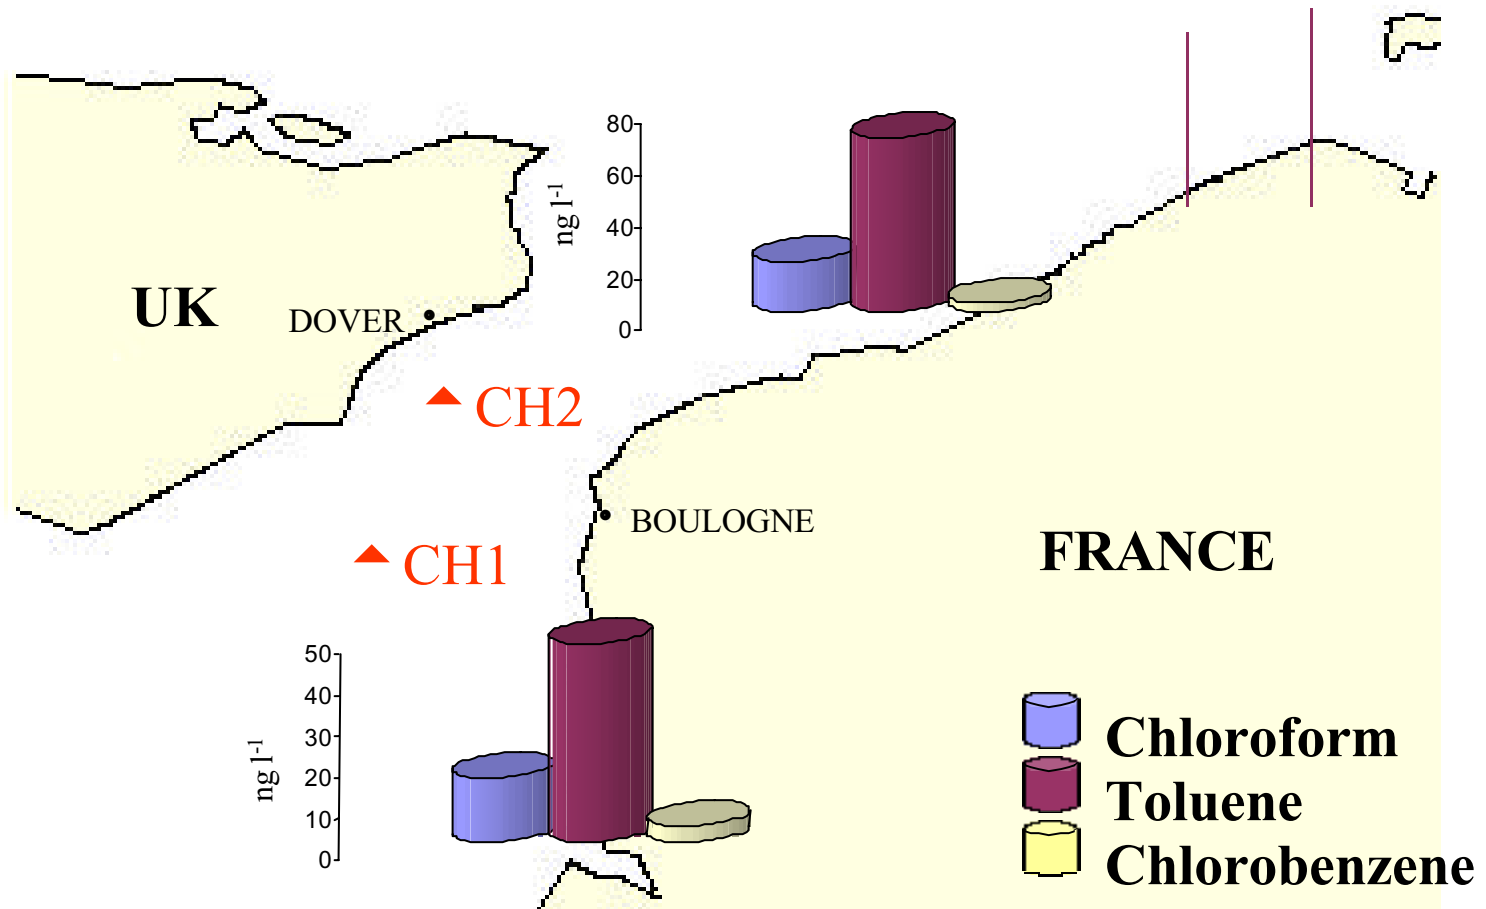 80
60
40
20
0
ng l-1
UK
DOVER
CH2
BOULOGNE
CH1
FRANCE
50
40
30
20
10
0
ng l-1
Chloroform
Toluene
Chlorobenzene